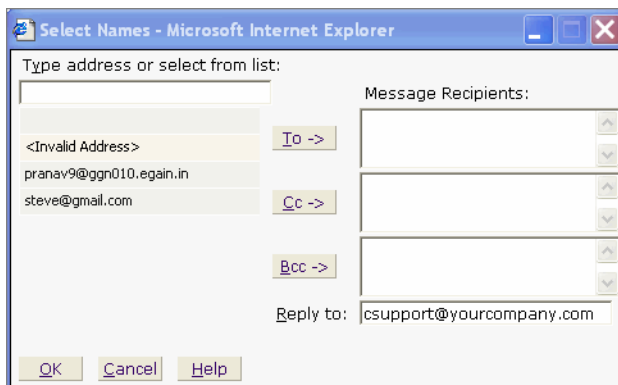 Select Names - Microsoft Internet Explorer
Type address or select from list:
Message Recipients:
<Invalid Address>
pranav9@ggn010.egain.in
steve@gmail.com
To ->
Cc ->
Bcc ->
Reply to: csupport@yourcompany.com
OK Cancel Help